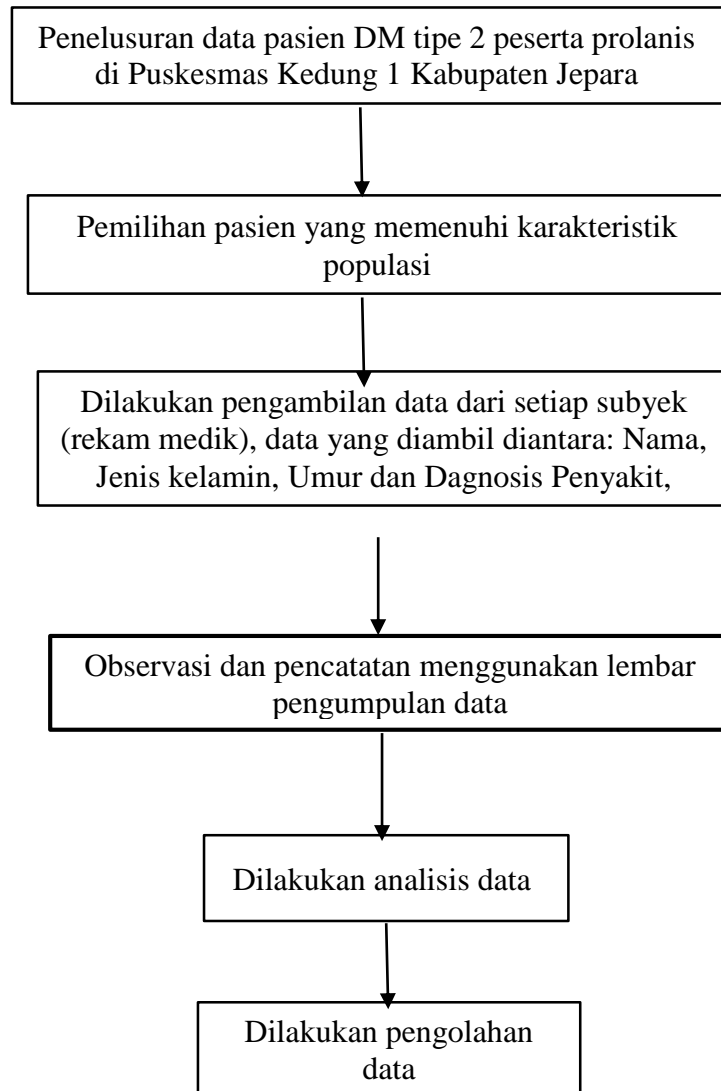 Penelusuran data pasien DM tipe 2 peserta prolanis
di Puskesmas Kedung 1 Kabupaten Jepara
Pemilihan pasien yang memenuhi karakteristik
populasi
Dilakukan pengambilan data dari setiap subyek
(rekam medik), data yang diambil diantara: Nama,
Jenis kelamin, Umur dan Dagnosis Penyakit,
Observasi dan pencatatan menggunakan lembar
pengumpulan data
Dilakukan analisis data
Dilakukan pengolahan
data